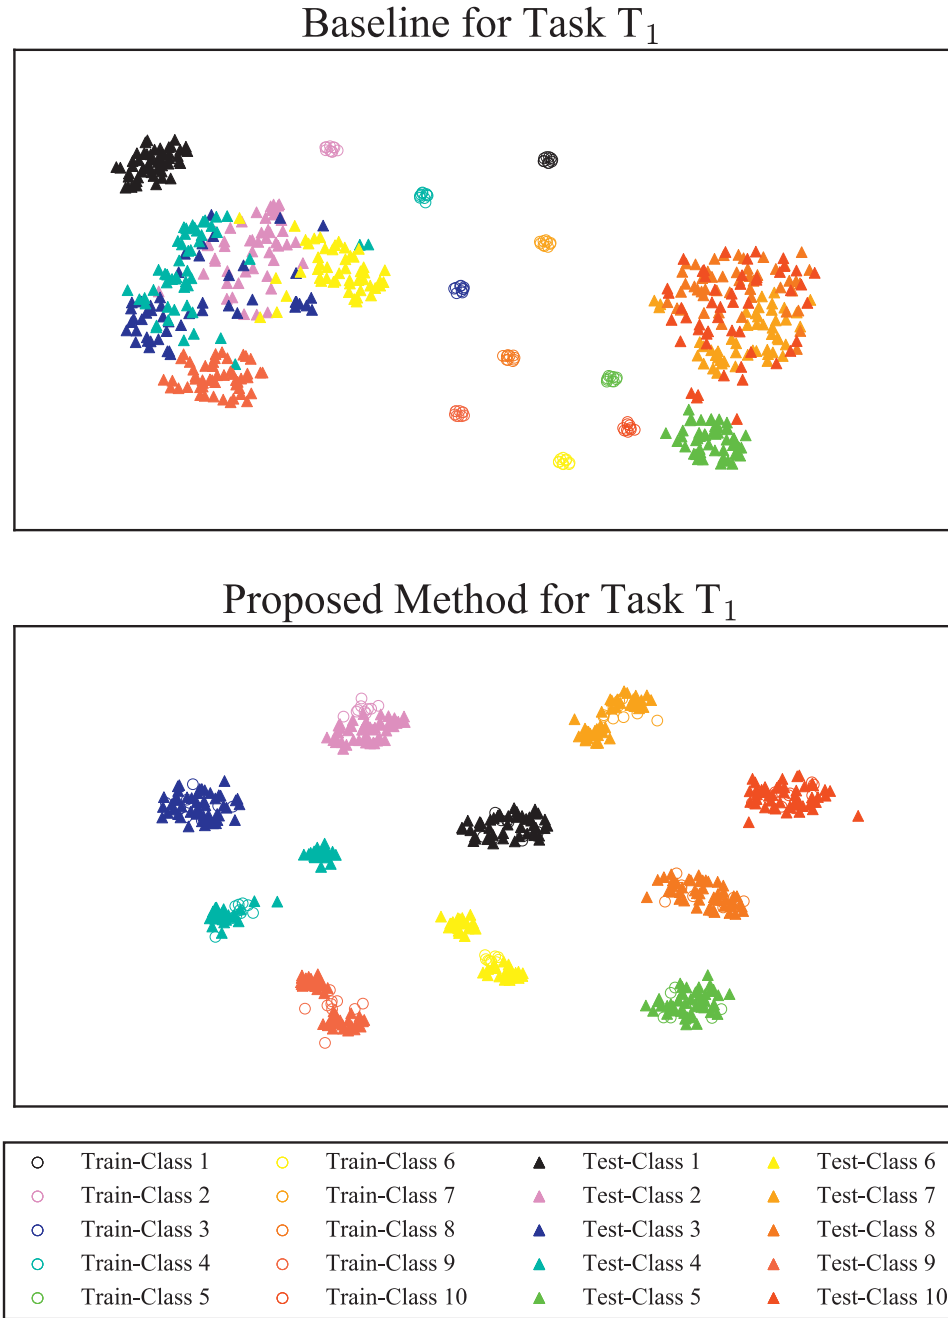 Baseline for Task T₁
Proposed Method for Task T₁
Train-Class 1 Train-Class 6 Test-Class 1 Test-Class 6
Train-Class 2 Train-Class 7 Test-Class 2 Test-Class 7
Train-Class 3 Train-Class 8 Test-Class 3 Test-Class 8
Train-Class 4 Train-Class 9 Test-Class 4 Test-Class 9
Train-Class 5 Train-Class 10 Test-Class 5 Test-Class 10